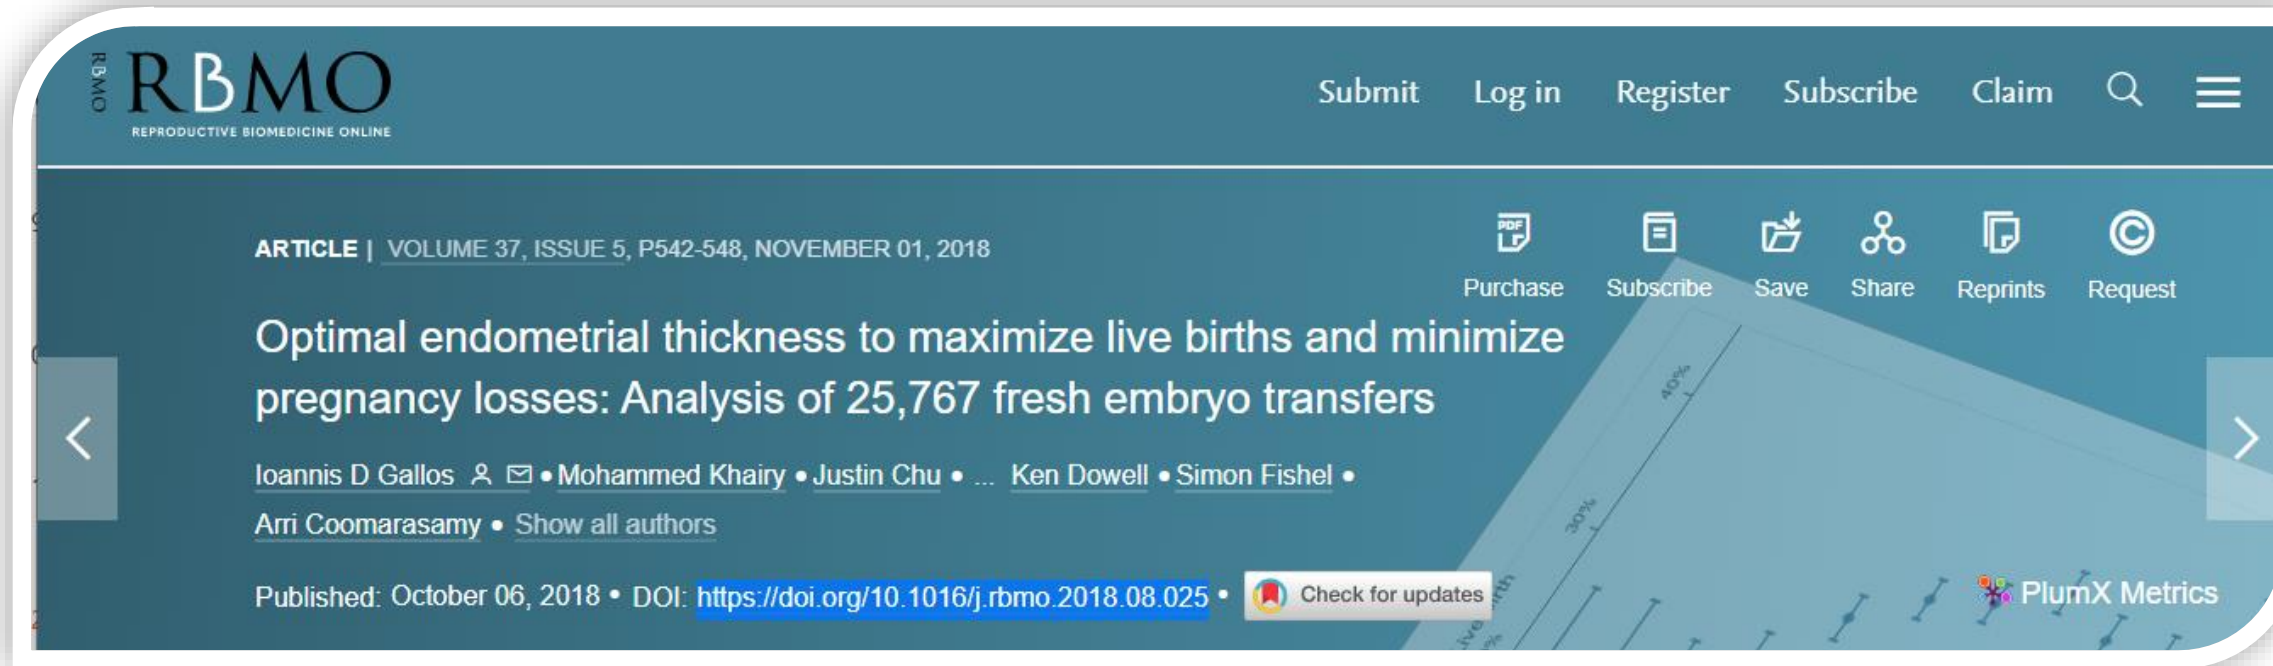 RBMO
RBMO
REPRODUCTIVE BIOMEDICINE ONLINE
Submit Log in Register Subscribe Claim
Purchase Subscribe Save Share Reprints Request
ARTICLE | VOLUME 37, ISSUE 5, P542-548, NOVEMBER 01, 2018
Optimal endometrial thickness to maximize live births and minimize
pregnancy losses: Analysis of 25,767 fresh embryo transfers
Ioannis D Gallos • Mohammed Khairy • Justin Chu • ... Ken Dowell • Simon Fishel •
Arri Coomarasamy • Show all authors
Published: October 06, 2018 • DOI: https://doi.org/10.1016/j.rbmo.2018.08.025 • Check for updates
PlumX Metrics
40%
30%